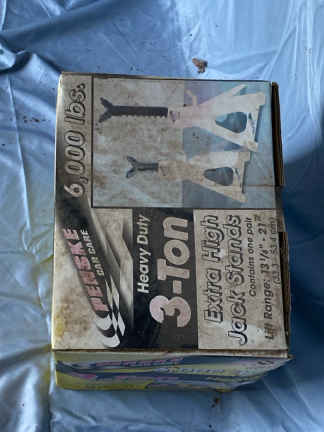 6,000 lbs.
PENSKE
CAR CARE
Heavy Duty
3-Ton
Extra High
Jack Stands
Contains one pair
Lift Range: 13 1/4" - 21"